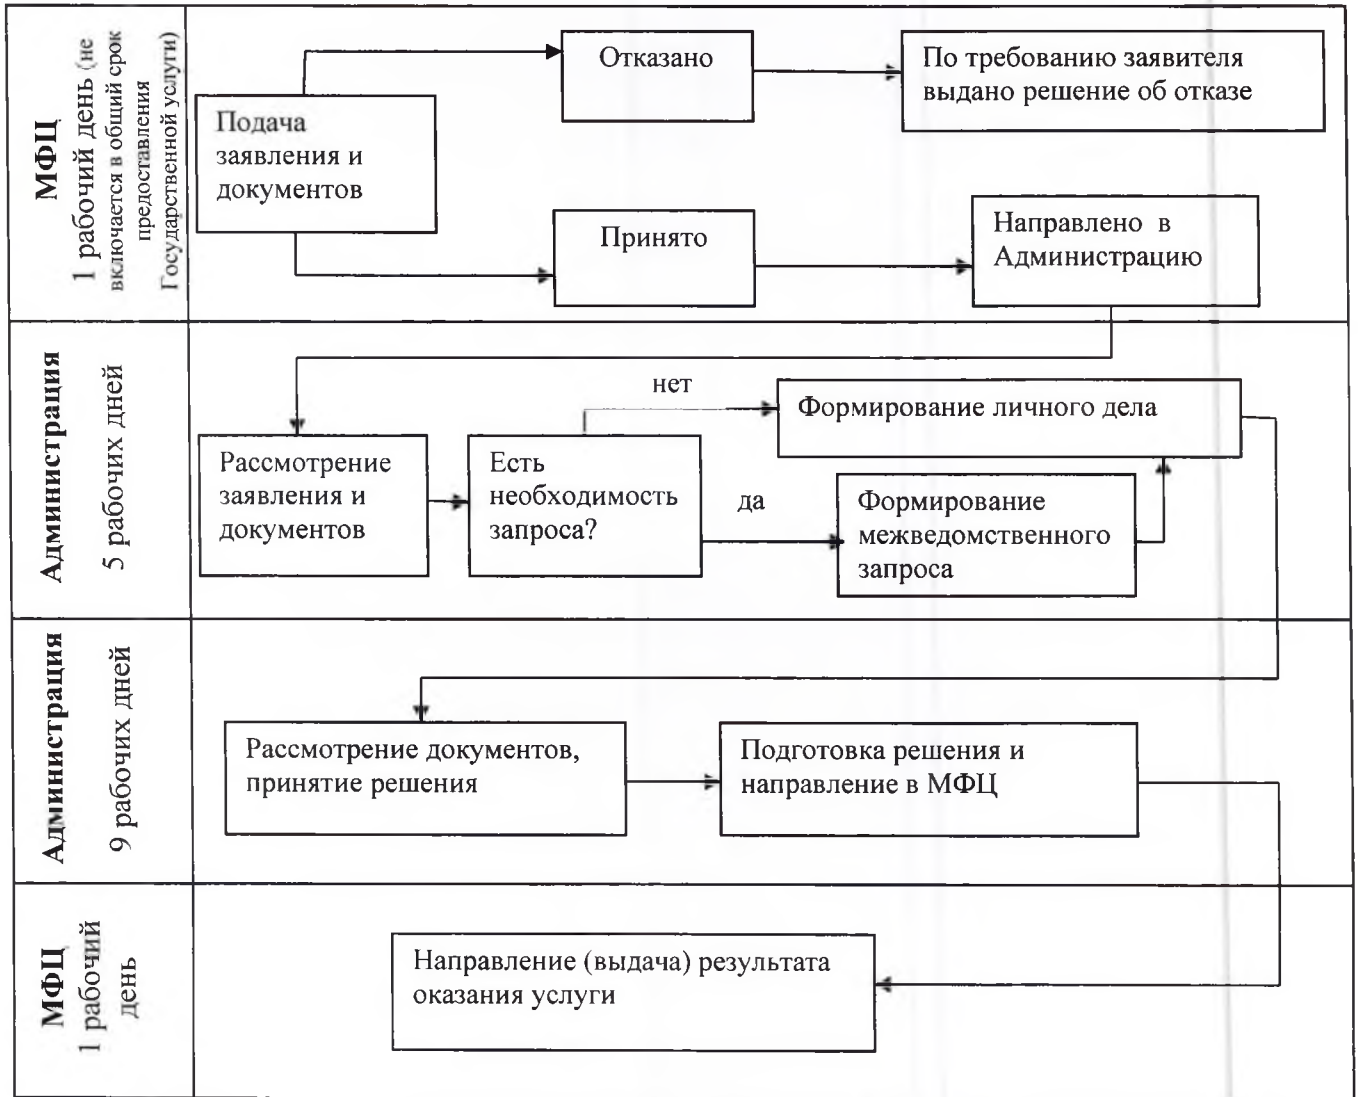 МФЦ
1 рабочий день (не
включается в общий срок
предоставления
Государственной услуги)
Подача
заявления и
документов
Отказано
По требованию заявителя
выдано решение об отказе
Принято
Направлено в
Администрацию
Администрация
5 рабочих дней
Рассмотрение
заявления и
документов
Есть
необходимость
запроса?
нет
Формирование личного дела
да
Формирование
межведомственного
запроса
Администрация
9 рабочих дней
Рассмотрение документов,
принятие решения
Подготовка решения и
направление в МФЦ
МФЦ
1 рабочий
день
Направление (выдача) результата
оказания услуги